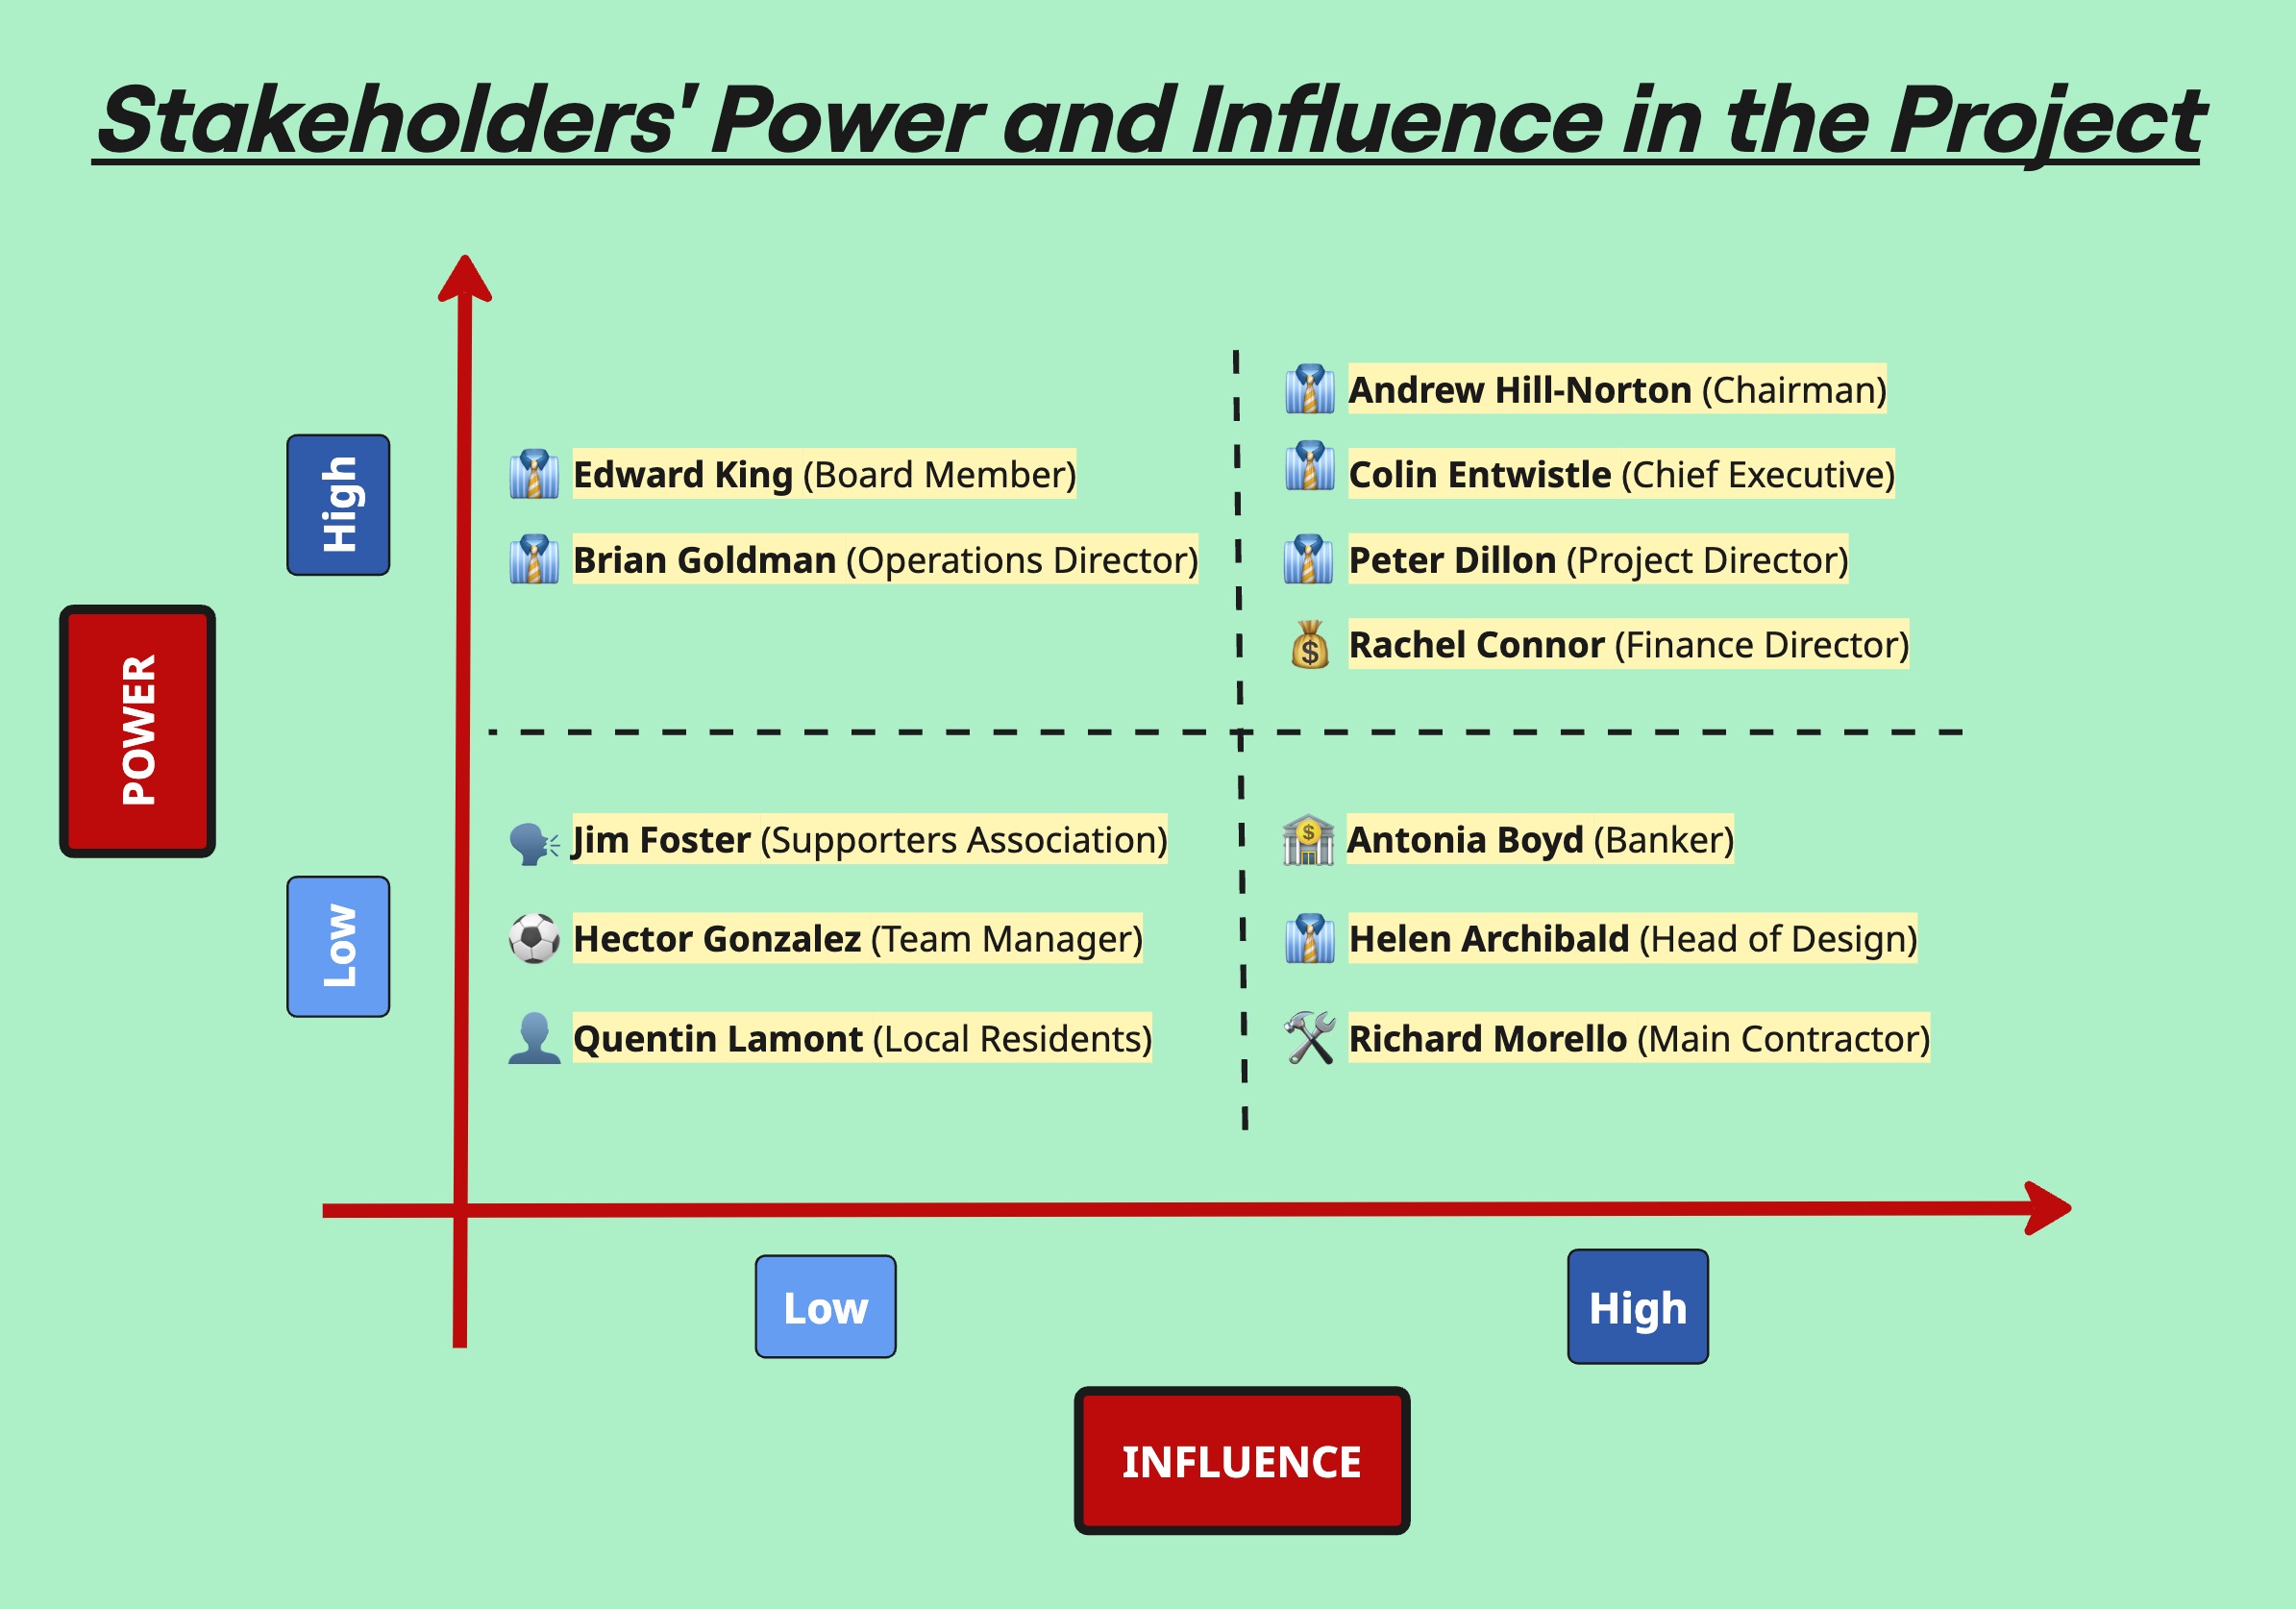 Stakeholders' Power and Influence in the Project
Andrew Hill-Norton (Chairman)
Edward King (Board Member)
Colin Entwistle (Chief Executive)
High
Brian Goldman (Operations Director)
Peter Dillon (Project Director)
Rachel Connor (Finance Director)
POWER
Jim Foster (Supporters Association)
Antonia Boyd (Banker)
Low
Hector Gonzalez (Team Manager)
Helen Archibald (Head of Design)
Quentin Lamont (Local Residents)
Richard Morello (Main Contractor)
Low
High
INFLUENCE